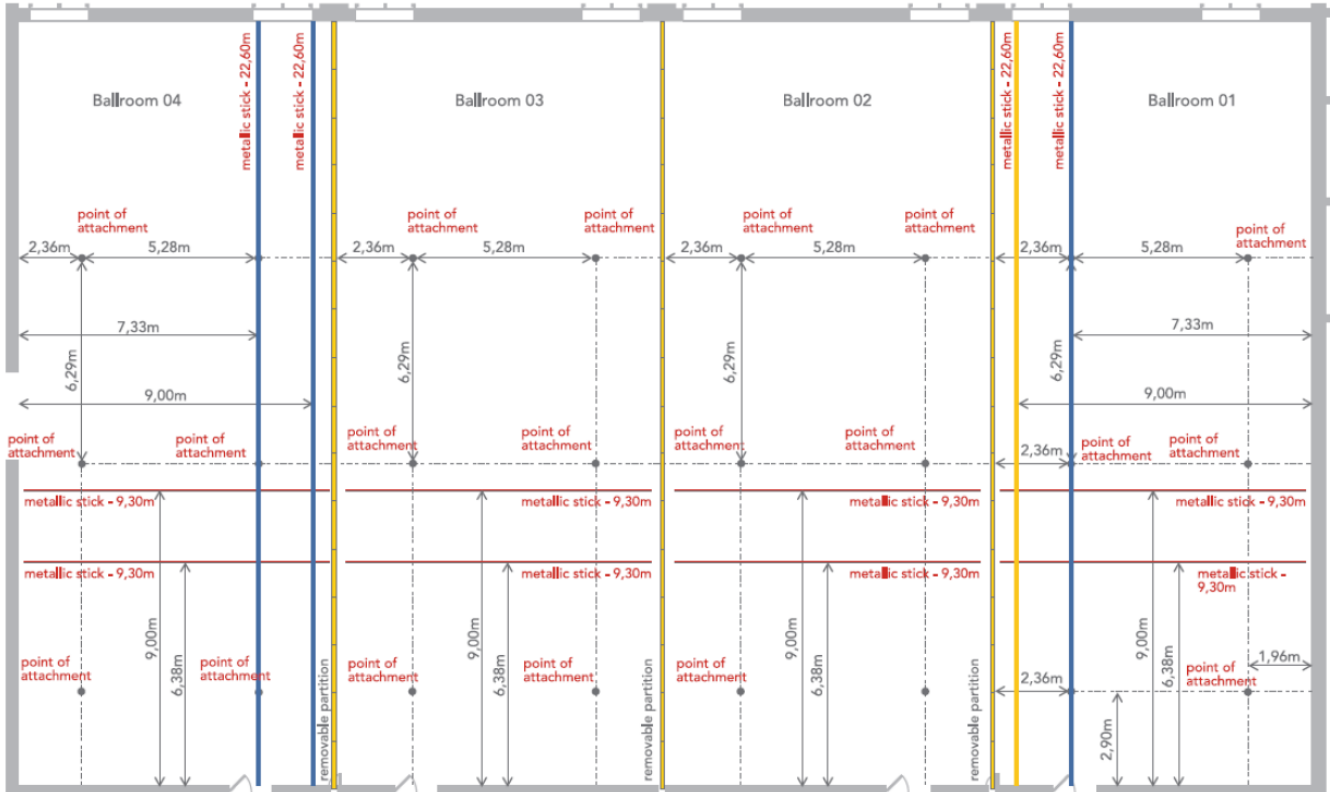 metallic stick - 22,60m
metallic stick - 22,60m
metallic stick - 22,60m
metallic stick - 22,60m
Ballroom 04
Ballroom 03
Ballroom 02
Ballroom 01
point of
attachment
point of
attachment
point of
attachment
point of
attachment
point of
attachment
point of
attachment
2,36m
5,28m
2,36m
5,28m
2,36m
5,28m
2,36m
5,28m
7,33m
7,33m
6,29m
6,29m
6,29m
6,29m
9,00m
9,00m
point of
attachment
point of
attachment
point of
attachment
point of
attachment
point of
attachment
point of
attachment
point of
attachment
point of
attachment
2,36m
metallic stick - 9,30m
metallic stick - 9,30m
metallic stick - 9,30m
metallic stick - 9,30m
metallic stick - 9,30m
metallic stick - 9,30m
metallic stick - 9,30m
metallic stick -
9,30m
9,00m
6,38m
9,00m
6,38m
9,00m
6,38m
9,00m
6,38m
1,96m
point of
attachment
point of
attachment
point of
attachment
point of
attachment
point of
attachment
point of
attachment
2,36m
2,90m
removable partition
removable partition
removable partition